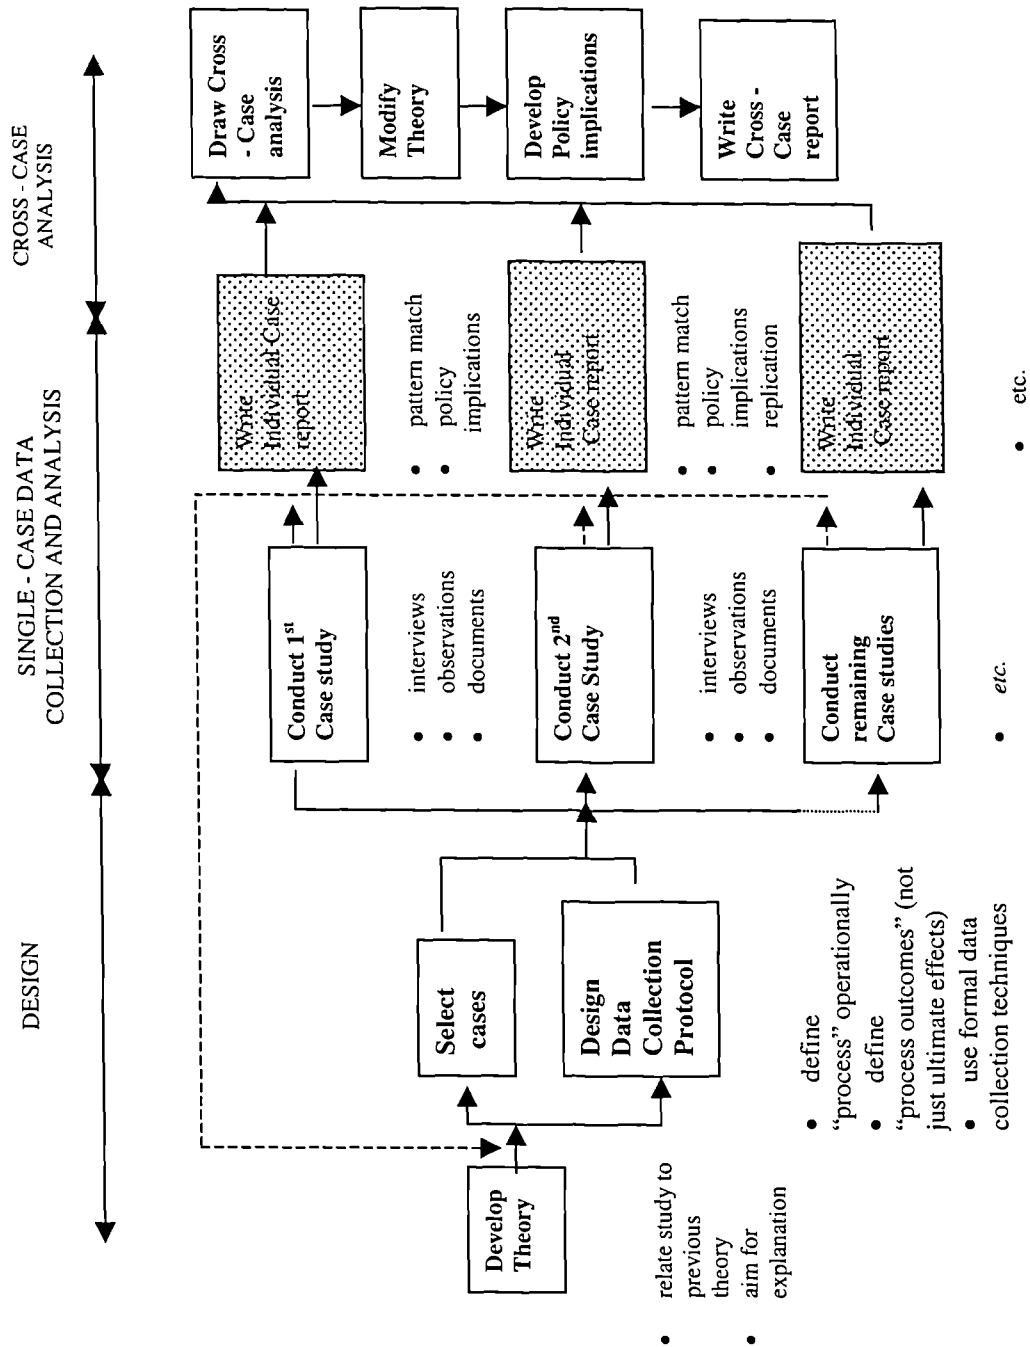 DESIGN
SINGLE - CASE DATA
COLLECTION AND ANALYSIS
CROSS - CASE
ANALYSIS
Develop
Theory
• relate study to
previous
theory
• aim for
explanation
Select
cases
Design
Data
Collection
Protocol
• define
“process” operationally
• define
“process outcomes” (not
just ultimate effects)
• use formal data
collection techniques
Conduct 1st
Case study
• interviews
• observations
• documents
Conduct 2nd
Case Study
• interviews
• observations
• documents
Conduct
remaining
Case studies
• etc.
Write
Individual Case
report
• pattern match
• policy
implications
Write
Individual
Case report
• pattern match
• policy
implications
• replication
Write
Individual
Case report
• etc.
Draw Cross
- Case
analysis
Modify
Theory
Develop
Policy
implications
Write
Cross -
Case
report